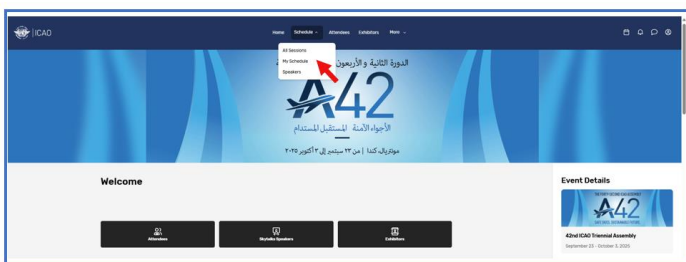 ICAO
Home Schedule Attendees Exhibitors More
All Sessions
My Schedule
Speakers
الدورة الثانية والأربعون
A42
الأجواء الآمنة المستقبل المستدام
مونتريال، كندا | من ٢٣ سبتمبر إلى ٣ أكتوبر ٢٠٢٥
Welcome
Event Details
A42
Attendees
Skytalks Speakers
Exhibitors
42nd ICAO Triennial Assembly
September 23 - October 3, 2025